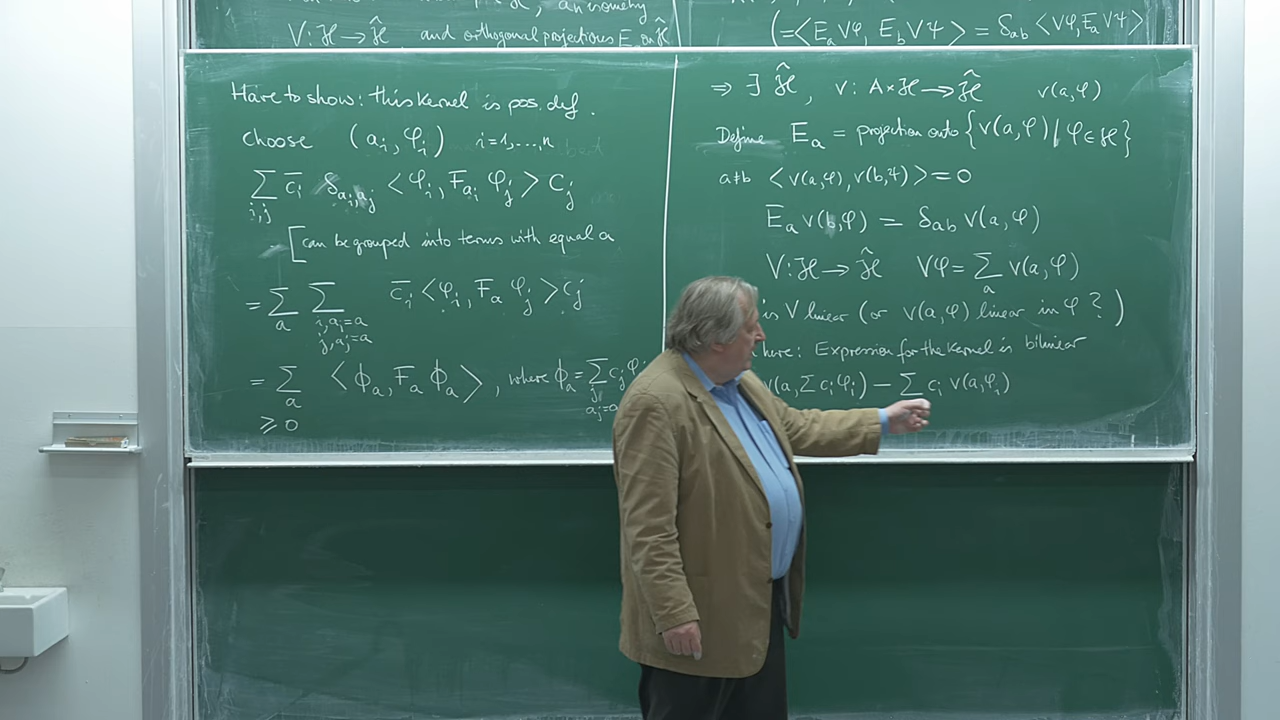 an isometry
V: ℋ → ℋ̂ and orthogonal projections E_a on ℋ̂
(= <E_a Vφ, E_b Vψ> = δ_ab <Vφ, E_a Vψ>
Have to show: this kernel is pos. def.
choose (a_i, φ_i) i=1,...,n
∑_{i,j} c̄_i δ_{a_i a_j} <φ_i, F_{a_i} φ_j> c_j
[can be grouped into terms with equal a
= ∑_a ∑_{i, a_i=a j, a_j=a} c̄_i <φ_i, F_a φ_j> c_j
= ∑_a <ϕ_a, F_a ϕ_a>, where ϕ_a = ∑_{j a_j=a} c_j φ
≥ 0
⇒ ∃ ℋ̂, v: A×ℋ → ℋ̂ v(a,φ)
Define E_a = projection onto {v(a,φ) | φ∈ℋ}
a≠b <v(a,φ), v(b,ψ)> = 0
E_a v(b,φ) = δ_ab v(a,φ)
V: ℋ → ℋ̂ Vφ = ∑_a v(a,φ)
is V linear (or v(a,φ) linear in φ ?)
here: Expression for the kernel is bilinear
v(a, ∑ c_i φ_i) − ∑ c_i v(a,φ_i)